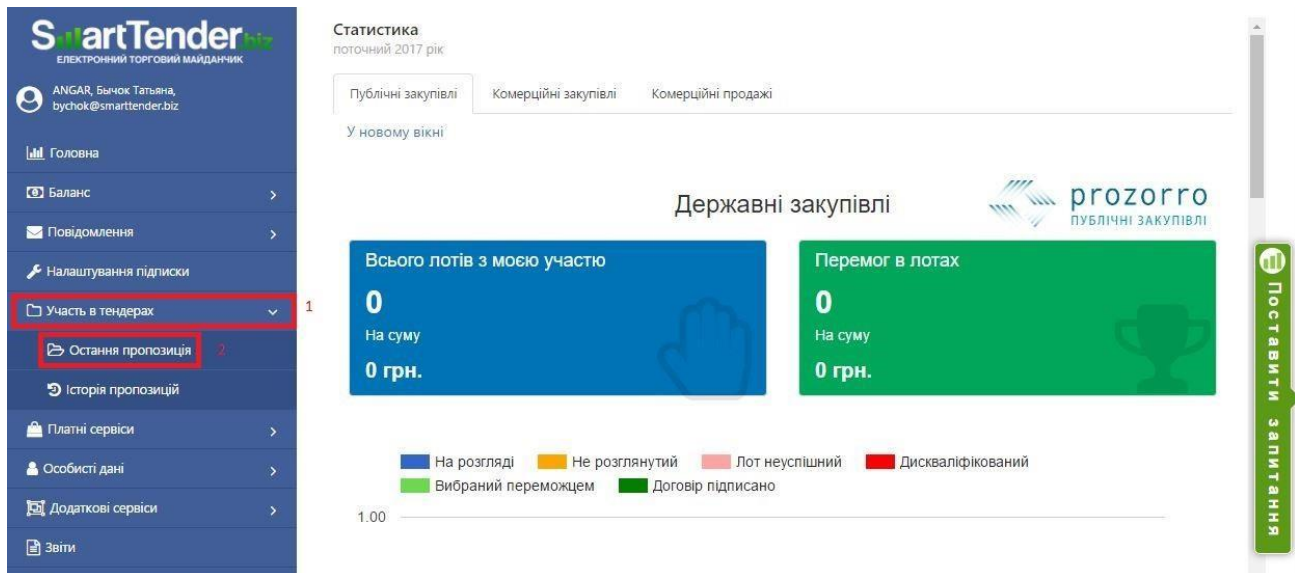 SmartTender.biz
ЕЛЕКТРОННИЙ ТОРГОВИЙ МАЙДАНЧИК
ANGAR, Бычок Татьяна,
bychok@smarttender.biz
Головна
Баланс
Повідомлення
Налаштування підписки
Участь в тендерах
1
Остання пропозиція
2
Історія пропозицій
Платні сервіси
Особисті дані
Додаткові сервіси
Звіти
Статистика
поточний 2017 рік
Публічні закупівлі
Комерційні закупівлі
Комерційні продажі
У новому вікні
Державні закупівлі
prozorro
ПУБЛІЧНІ ЗАКУПІВЛІ
Всього лотів з моєю участю
0
На суму
0 грн.
Перемог в лотах
0
На суму
0 грн.
На розгляді
Не розглянутий
Лот неуспішний
Дискваліфікований
Вибраний переможцем
Договір підписано
1.00
Поставити запитання